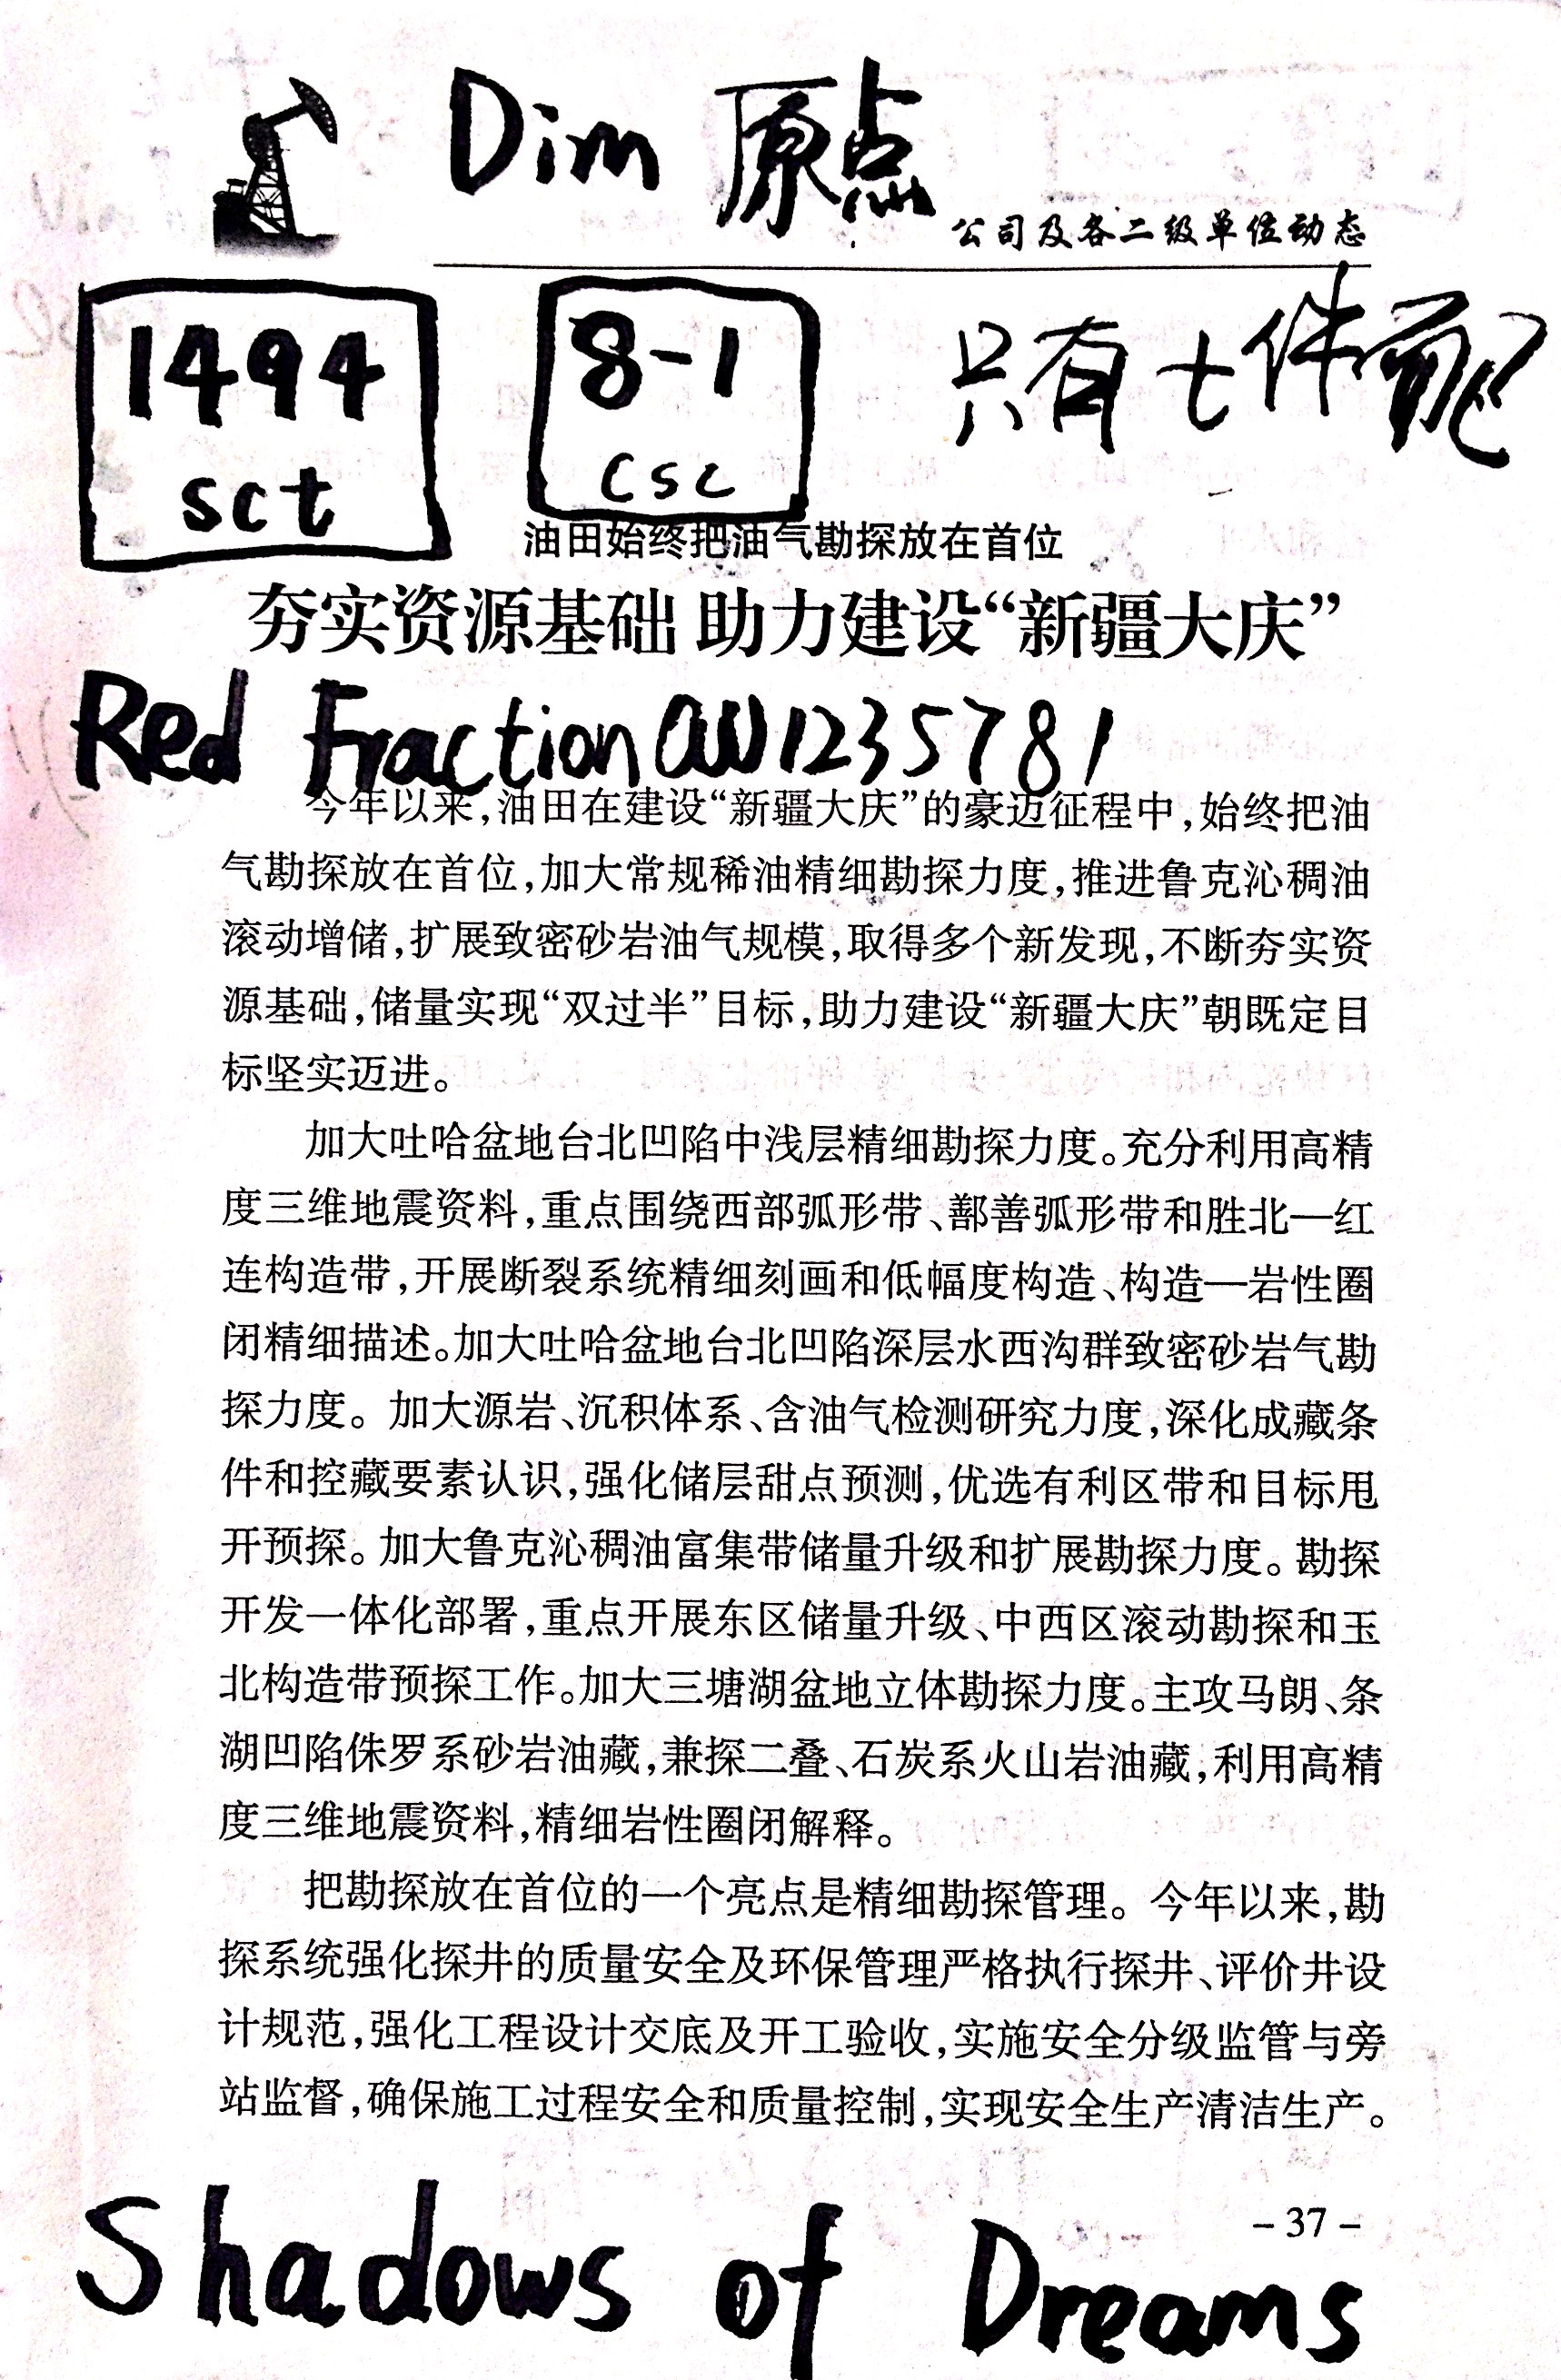 Dim 原点
公司及各二级单位动态
1494
sct
8-1
csc
只有七件
油田始终把油气勘探放在首位
夯实资源基础 助力建设“新疆大庆”
Red Fraction
1235781
今年以来,油田在建设“新疆大庆”的豪迈征程中,始终把油
气勘探放在首位,加大常规稀油精细勘探力度,推进鲁克沁稠油
滚动增储,扩展致密砂岩油气规模,取得多个新发现,不断夯实资
源基础,储量实现“双过半”目标,助力建设“新疆大庆”朝既定目
标坚实迈进。
加大吐哈盆地台北凹陷中浅层精细勘探力度。充分利用高精
度三维地震资料,重点围绕西部弧形带、鄯善弧形带和胜北—红
连构造带,开展断裂系统精细刻画和低幅度构造、构造—岩性圈
闭精细描述。加大吐哈盆地台北凹陷深层水西沟群致密砂岩气勘
探力度。加大源岩、沉积体系、含油气检测研究力度,深化成藏条
件和控藏要素认识,强化储层甜点预测,优选有利区带和目标甩
开预探。加大鲁克沁稠油富集带储量升级和扩展勘探力度。勘探
开发一体化部署,重点开展东区储量升级、中西区滚动勘探和玉
北构造带预探工作。加大三塘湖盆地立体勘探力度。主攻马朗、条
湖凹陷侏罗系砂岩油藏,兼探二叠、石炭系火山岩油藏,利用高精
度三维地震资料,精细岩性圈闭解释。
把勘探放在首位的一个亮点是精细勘探管理。今年以来,勘
探系统强化探井的质量安全及环保管理严格执行探井、评价井设
计规范,强化工程设计交底及开工验收,实施安全分级监管与旁
站监督,确保施工过程安全和质量控制,实现安全生产清洁生产。
-37-
Shadows of Dreams